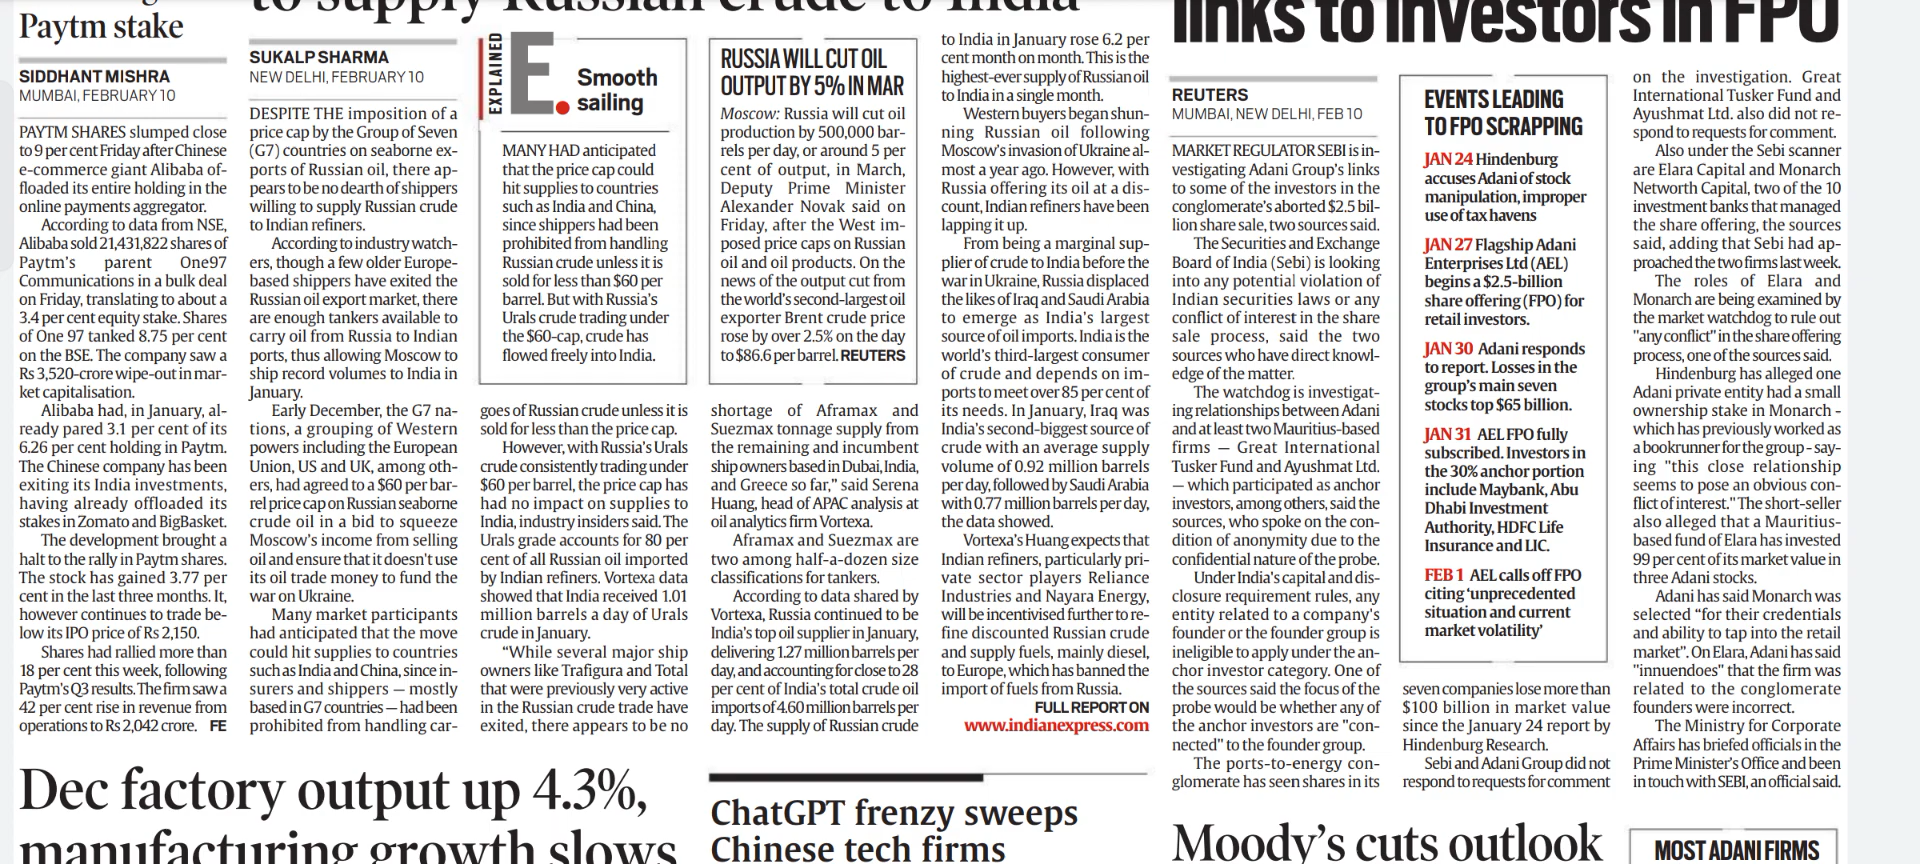 Paytm stake
SIDDHANT MISHRA
MUMBAI, FEBRUARY 10
PAYTM SHARES slumped close
to 9 per cent Friday after Chinese
e-commerce giant Alibaba of-
floaded its entire holding in the
online payments aggregator.
According to data from NSE,
Alibaba sold 21,431,822 shares of
Paytm's parent One97
Communications in a bulk deal
on Friday, translating to about a
3.4 per cent equity stake. Shares
of One 97 tanked 8.75 per cent
on the BSE. The company saw a
Rs 3,520-crore wipe-out in mar-
ket capitalisation.
Alibaba had, in January, al-
ready pared 3.1 per cent of its
6.26 per cent holding in Paytm.
The Chinese company has been
exiting its India investments,
having already offloaded its
stakes in Zomato and BigBasket.
The development brought a
halt to the rally in Paytm shares.
The stock has gained 3.77 per
cent in the last three months. It,
however continues to trade be-
low its IPO price of Rs 2,150.
Shares had rallied more than
18 per cent this week, following
Paytm's Q3 results. The firm saw a
42 per cent rise in revenue from
operations to Rs 2,042 crore. FE
to supply Russian crude to India
SUKALP SHARMA
NEW DELHI, FEBRUARY 10
DESPITE THE imposition of a
price cap by the Group of Seven
(G7) countries on seaborne ex-
ports of Russian oil, there ap-
pears to be no dearth of shippers
willing to supply Russian crude
to Indian refiners.
According to industry watch-
ers, though a few older Europe-
based shippers have exited the
Russian oil export market, there
are enough tankers available to
carry oil from Russia to Indian
ports, thus allowing Moscow to
ship record volumes to India in
January.
Early December, the G7 na-
tions, a grouping of Western
powers including the European
Union, US and UK, among oth-
ers, had agreed to a $60 per bar-
rel price cap on Russian seaborne
crude oil in a bid to squeeze
Moscow's income from selling
oil and ensure that it doesn't use
its oil trade money to fund the
war on Ukraine.
Many market participants
had anticipated that the move
could hit supplies to countries
such as India and China, since in-
surers and shippers — mostly
based in G7 countries — had been
prohibited from handling car-
EXPLAINED
E.
Smooth
sailing
MANY HAD anticipated
that the price cap could
hit supplies to countries
such as India and China,
since shippers had been
prohibited from handling
Russian crude unless it is
sold for less than $60 per
barrel. But with Russia's
Urals crude trading under
the $60-cap, crude has
flowed freely into India.
goes of Russian crude unless it is
sold for less than the price cap.
However, with Russia's Urals
crude consistently trading under
$60 per barrel, the price cap has
had no impact on supplies to
India, industry insiders said. The
Urals grade accounts for 80 per
cent of all Russian oil imported
by Indian refiners. Vortexa data
showed that India received 1.01
million barrels a day of Urals
crude in January.
“While several major ship
owners like Trafigura and Total
that were previously very active
in the Russian crude trade have
exited, there appears to be no
RUSSIA WILL CUT OIL
OUTPUT BY 5% IN MAR
Moscow: Russia will cut oil
production by 500,000 bar-
rels per day, or around 5 per
cent of output, in March,
Deputy Prime Minister
Alexander Novak said on
Friday, after the West im-
posed price caps on Russian
oil and oil products. On the
news of the output cut from
the world's second-largest oil
exporter Brent crude price
rose by over 2.5% on the day
to $86.6 per barrel. REUTERS
shortage of Aframax and
Suezmax tonnage supply from
the remaining and incumbent
ship owners based in Dubai, India,
and Greece so far,” said Serena
Huang, head of APAC analysis at
oil analytics firm Vortexa.
Aframax and Suezmax are
two among half-a-dozen size
classifications for tankers.
According to data shared by
Vortexa, Russia continued to be
India's top oil supplier in January,
delivering 1.27 million barrels per
day, and accounting for close to 28
per cent of India's total crude oil
imports of 4.60 million barrels per
day. The supply of Russian crude
to India in January rose 6.2 per
cent month on month. This is the
highest-ever supply of Russian oil
to India in a single month.
Western buyers began shun-
ning Russian oil following
Moscow's invasion of Ukraine al-
most a year ago. However, with
Russia offering its oil at a dis-
count, Indian refiners have been
lapping it up.
From being a marginal sup-
plier of crude to India before the
war in Ukraine, Russia displaced
the likes of Iraq and Saudi Arabia
to emerge as India's largest
source of oil imports. India is the
world's third-largest consumer
of crude and depends on im-
ports to meet over 85 per cent of
its needs. In January, Iraq was
India's second-biggest source of
crude with an average supply
volume of 0.92 million barrels
per day, followed by Saudi Arabia
with 0.77 million barrels per day,
the data showed.
Vortexa's Huang expects that
Indian refiners, particularly pri-
vate sector players Reliance
Industries and Nayara Energy,
will be incentivised further to re-
fine discounted Russian crude
and supply fuels, mainly diesel,
to Europe, which has banned the
import of fuels from Russia.
FULL REPORT ON
www.indianexpress.com
links to investors in FPO
REUTERS
MUMBAI, NEW DELHI, FEB 10
MARKET REGULATOR SEBI is in-
vestigating Adani Group's links
to some of the investors in the
conglomerate's aborted $2.5 bil-
lion share sale, two sources said.
The Securities and Exchange
Board of India (Sebi) is looking
into any potential violation of
Indian securities laws or any
conflict of interest in the share
sale process, said the two
sources who have direct knowl-
edge of the matter.
The watchdog is investigat-
ing relationships between Adani
and at least two Mauritius-based
firms — Great International
Tusker Fund and Ayushmat Ltd.
— which participated as anchor
investors, among others, said the
sources, who spoke on the con-
dition of anonymity due to the
confidential nature of the probe.
Under India's capital and dis-
closure requirement rules, any
entity related to a company's
founder or the founder group is
ineligible to apply under the an-
chor investor category. One of
the sources said the focus of the
probe would be whether any of
the anchor investors are "con-
nected" to the founder group.
The ports-to-energy con-
glomerate has seen shares in its
EVENTS LEADING
TO FPO SCRAPPING
JAN 24 Hindenburg
accuses Adani of stock
manipulation, improper
use of tax havens
JAN 27 Flagship Adani
Enterprises Ltd (AEL)
begins a $2.5-billion
share offering (FPO) for
retail investors.
JAN 30 Adani responds
to report. Losses in the
group's main seven
stocks top $65 billion.
JAN 31 AEL FPO fully
subscribed. Investors in
the 30% anchor portion
include Maybank, Abu
Dhabi Investment
Authority, HDFC Life
Insurance and LIC.
FEB 1 AEL calls off FPO
citing ‘unprecedented
situation and current
market volatility’
seven companies lose more than
$100 billion in market value
since the January 24 report by
Hindenburg Research.
Sebi and Adani Group did not
respond to requests for comment
on the investigation. Great
International Tusker Fund and
Ayushmat Ltd. also did not re-
spond to requests for comment.
Also under the Sebi scanner
are Elara Capital and Monarch
Networth Capital, two of the 10
investment banks that managed
the share offering, the sources
said, adding that Sebi had ap-
proached the two firms last week.
The roles of Elara and
Monarch are being examined by
the market watchdog to rule out
"any conflict" in the share offering
process, one of the sources said.
Hindenburg has alleged one
Adani private entity had a small
ownership stake in Monarch -
which has previously worked as
a bookrunner for the group - say-
ing "this close relationship
seems to pose an obvious con-
flict of interest." The short-seller
also alleged that a Mauritius-
based fund of Elara has invested
99 per cent of its market value in
three Adani stocks.
Adani has said Monarch was
selected “for their credentials
and ability to tap into the retail
market”. On Elara, Adani has said
"innuendoes" that the firm was
related to the conglomerate
founders were incorrect.
The Ministry for Corporate
Affairs has briefed officials in the
Prime Minister's Office and been
in touch with SEBI, an official said.
Dec factory output up 4.3%,
manufacturing growth slows
ChatGPT frenzy sweeps
Chinese tech firms
Moody’s cuts outlook
MOST ADANI FIRMS